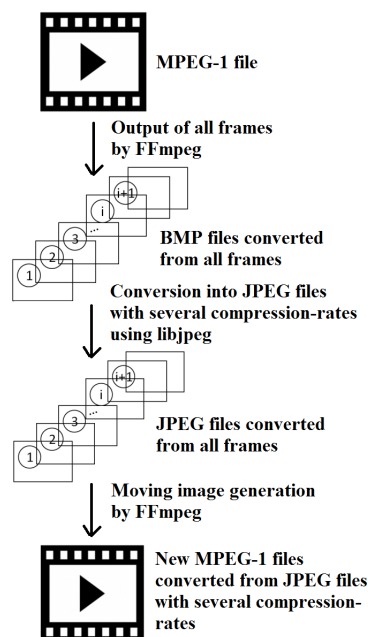 MPEG-1 file
Output of all frames
by FFmpeg
i+1
i
...
3
2
1
BMP files converted
from all frames
Conversion into JPEG files
with several compression-rates
using libjpeg
i+1
i
...
3
2
1
JPEG files converted
from all frames
Moving image generation
by FFmpeg
New MPEG-1 files
converted from JPEG files
with several compression-
rates